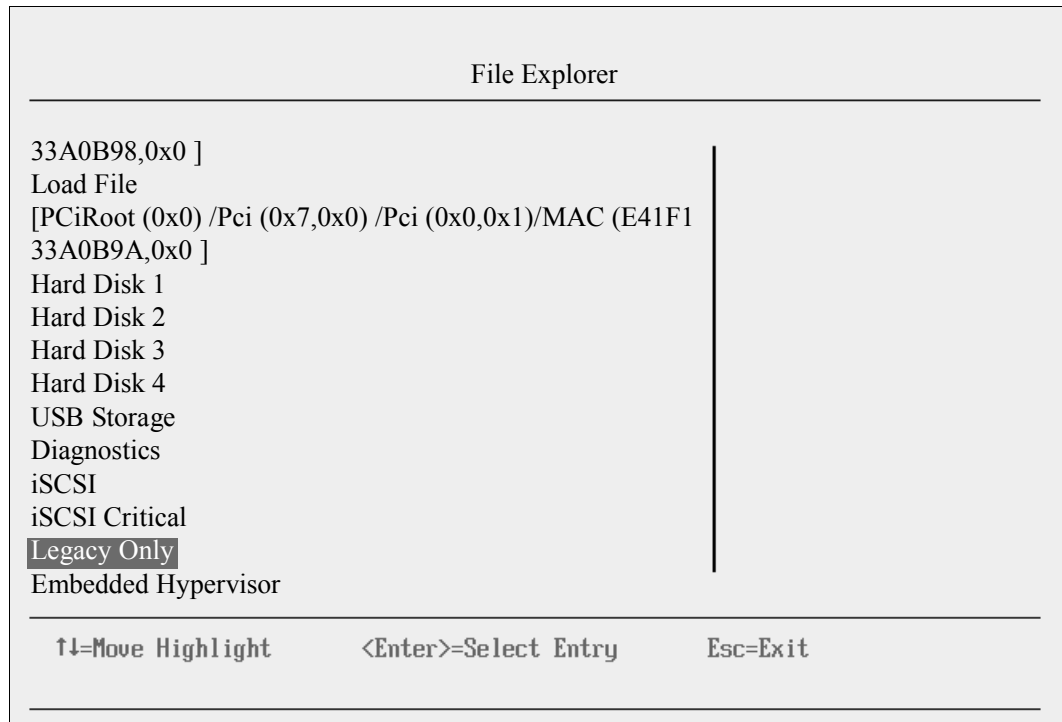 File Explorer
33A0B98,0x0 ]
Load File
[PCiRoot (0x0) /Pci (0x7,0x0) /Pci (0x0,0x1)/MAC (E41F1
33A0B9A,0x0 ]
Hard Disk 1
Hard Disk 2
Hard Disk 3
Hard Disk 4
USB Storage
Diagnostics
iSCSI
iSCSI Critical
Legacy Only
Embedded Hypervisor
↑↓=Move Highlight <Enter>=Select Entry Esc=Exit